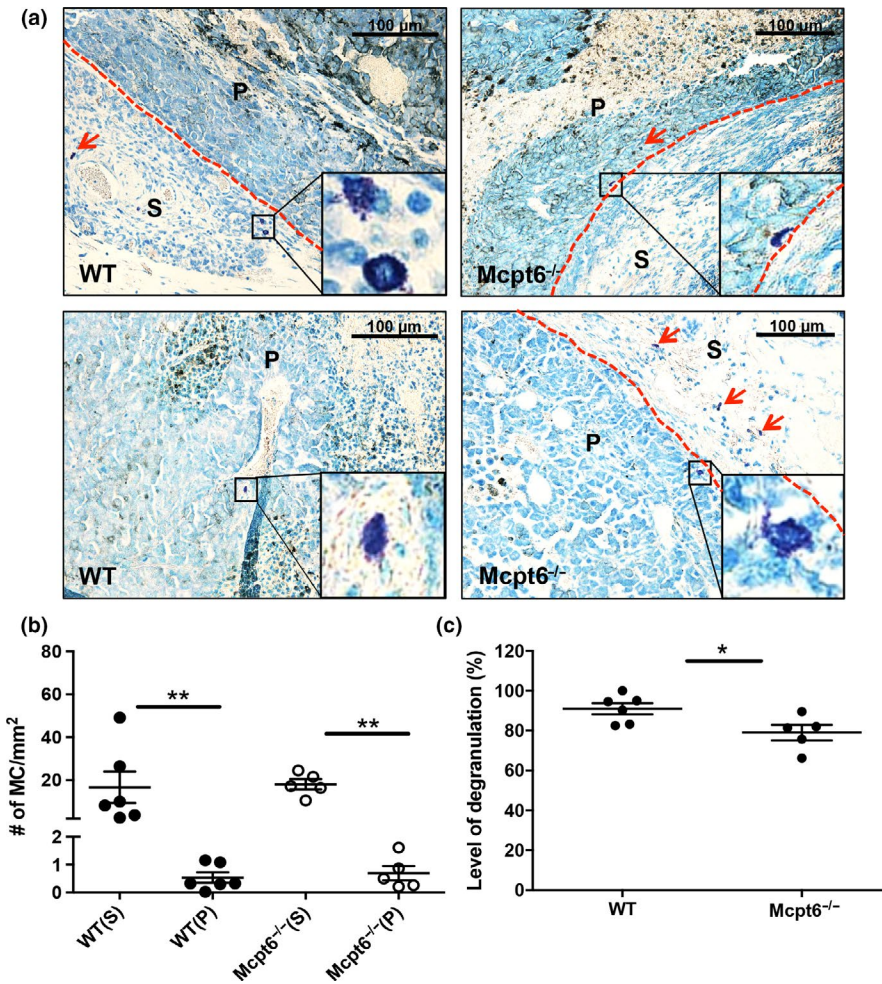 (a)
100 µm
P
S
WT
100 µm
P
S
Mcpt6⁻/⁻
100 µm
P
WT
100 µm
S
P
Mcpt6⁻/⁻
(b)
# of MC/mm²
80
60
40
20
2
1
0
**
**
WT(S)
WT(P)
Mcpt6⁻/⁻(S)
Mcpt6⁻/⁻(P)
(c)
Level of degranulation (%)
120
100
80
60
40
20
0
*
WT
Mcpt6⁻/⁻